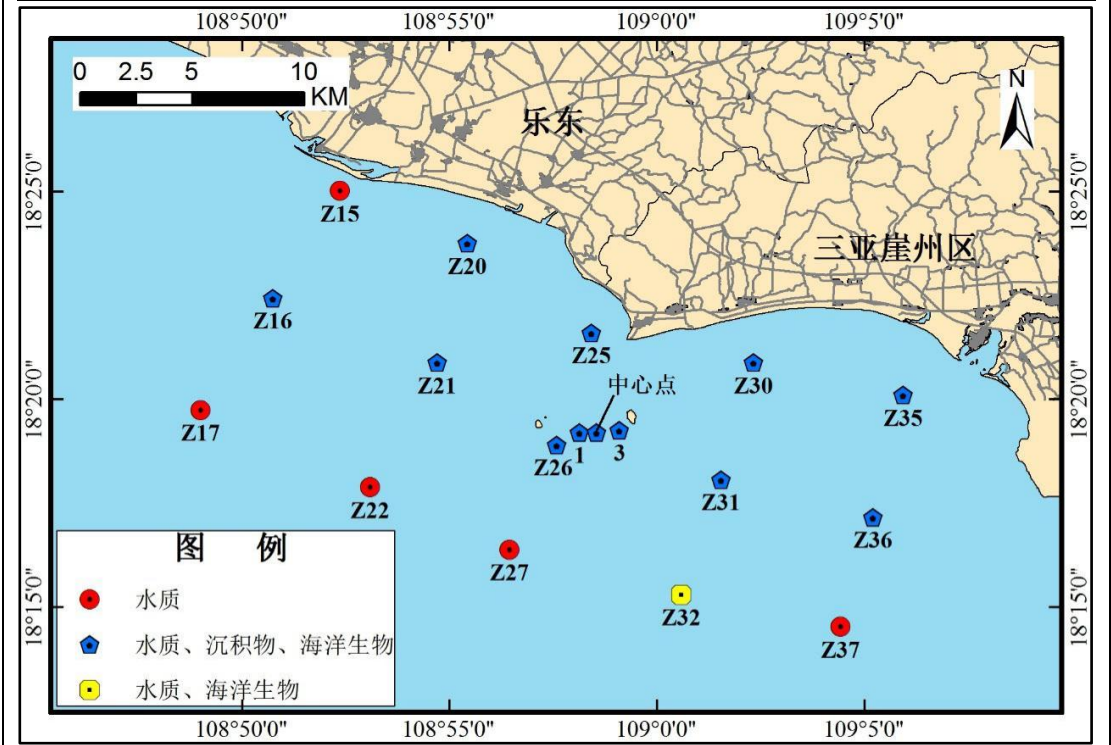 108°50'0" 108°55'0" 109°0'0" 109°5'0"
0 2.5 5 10
KM
N
乐东
18°25'0" 18°25'0"
Z15
Z20
三亚崖州区
Z16
Z25
Z21 Z30
中心点
18°20'0" 18°20'0"
Z35
Z17
Z26 1 3
Z31
Z22
Z36
图 例
Z27
水质
18°15'0" 18°15'0"
Z32
水质、沉积物、海洋生物
Z37
水质、海洋生物
108°50'0" 108°55'0" 109°0'0" 109°5'0"